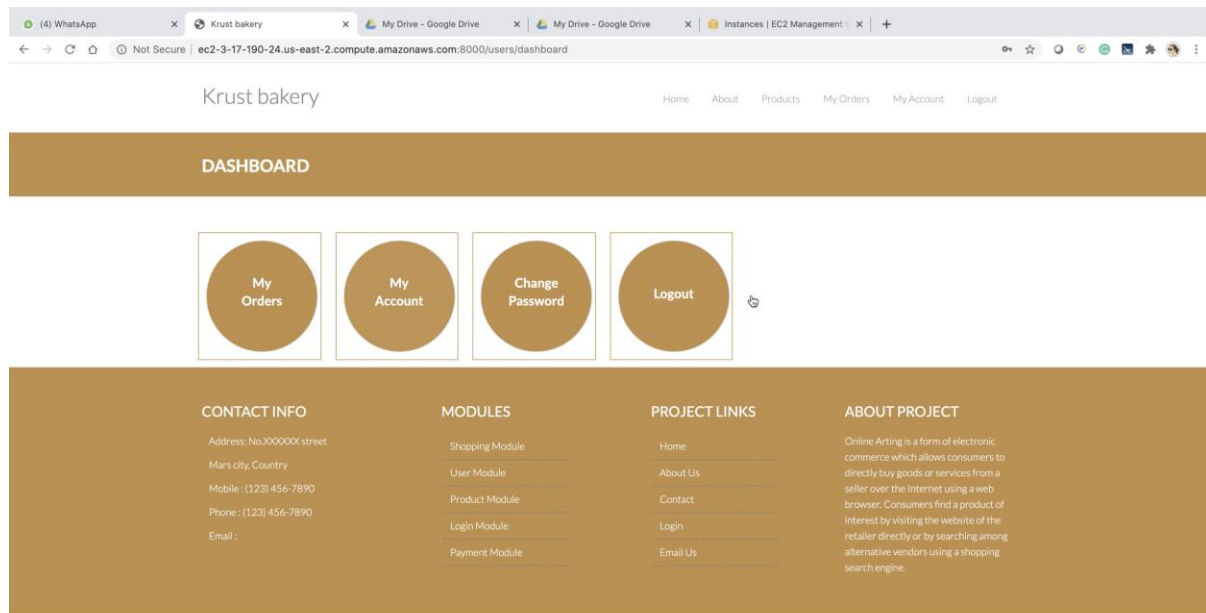 (4) WhatsApp
Krust bakery
My Drive - Google Drive
My Drive - Google Drive
Instances | EC2 Management C
Not Secure ec2-3-17-190-24.us-east-2.compute.amazonaws.com:8000/users/dashboard
Krust bakery
Home About Products My Orders My Account Logout
DASHBOARD
My
Orders
My
Account
Change
Password
Logout
CONTACT INFO
Address: No.XXXXXX street
Mars city, Country
Mobile : (123) 456-7890
Phone : (123) 456-7890
Email :
MODULES
Shopping Module
User Module
Product Module
Login Module
Payment Module
PROJECT LINKS
Home
About Us
Contact
Login
Email Us
ABOUT PROJECT
Online Arting is a form of electronic
commerce which allows consumers to
directly buy goods or services from a
seller over the Internet using a web
browser. Consumers find a product of
interest by visiting the website of the
retailer directly or by searching among
alternative vendors using a shopping
search engine.